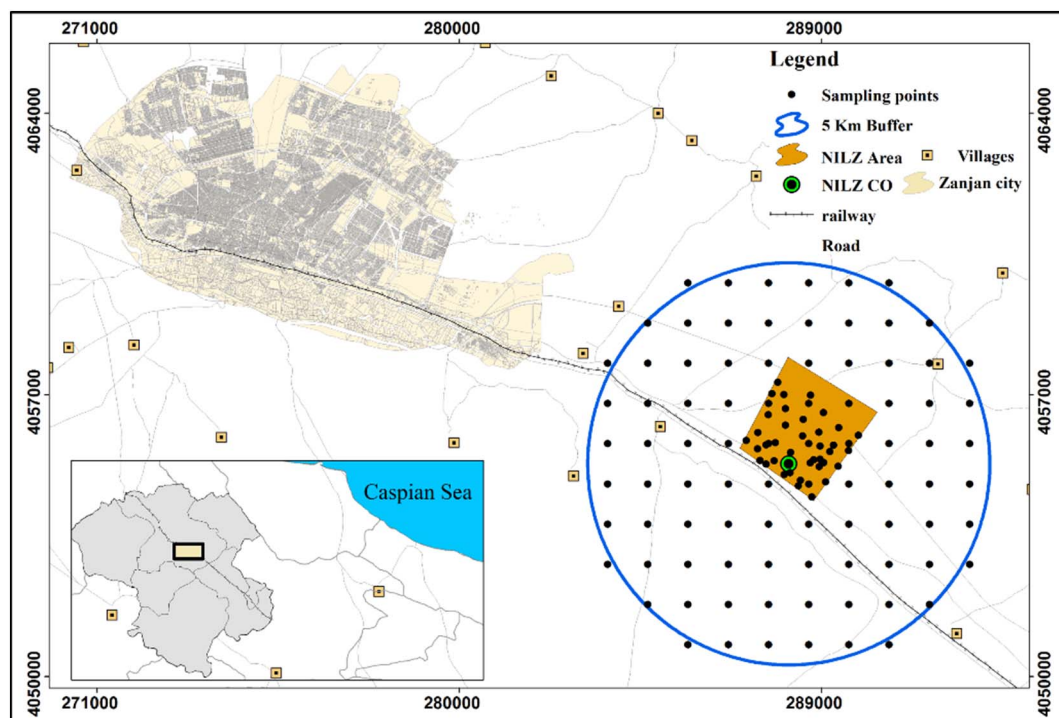 271000 280000 289000
Legend
Sampling points
5 Km Buffer
NILZ Area
Villages
NILZ CO
Zanjan city
railway
Road
4064000 4064000
4057000 4057000
Caspian Sea
4050000 4050000
271000 280000 289000